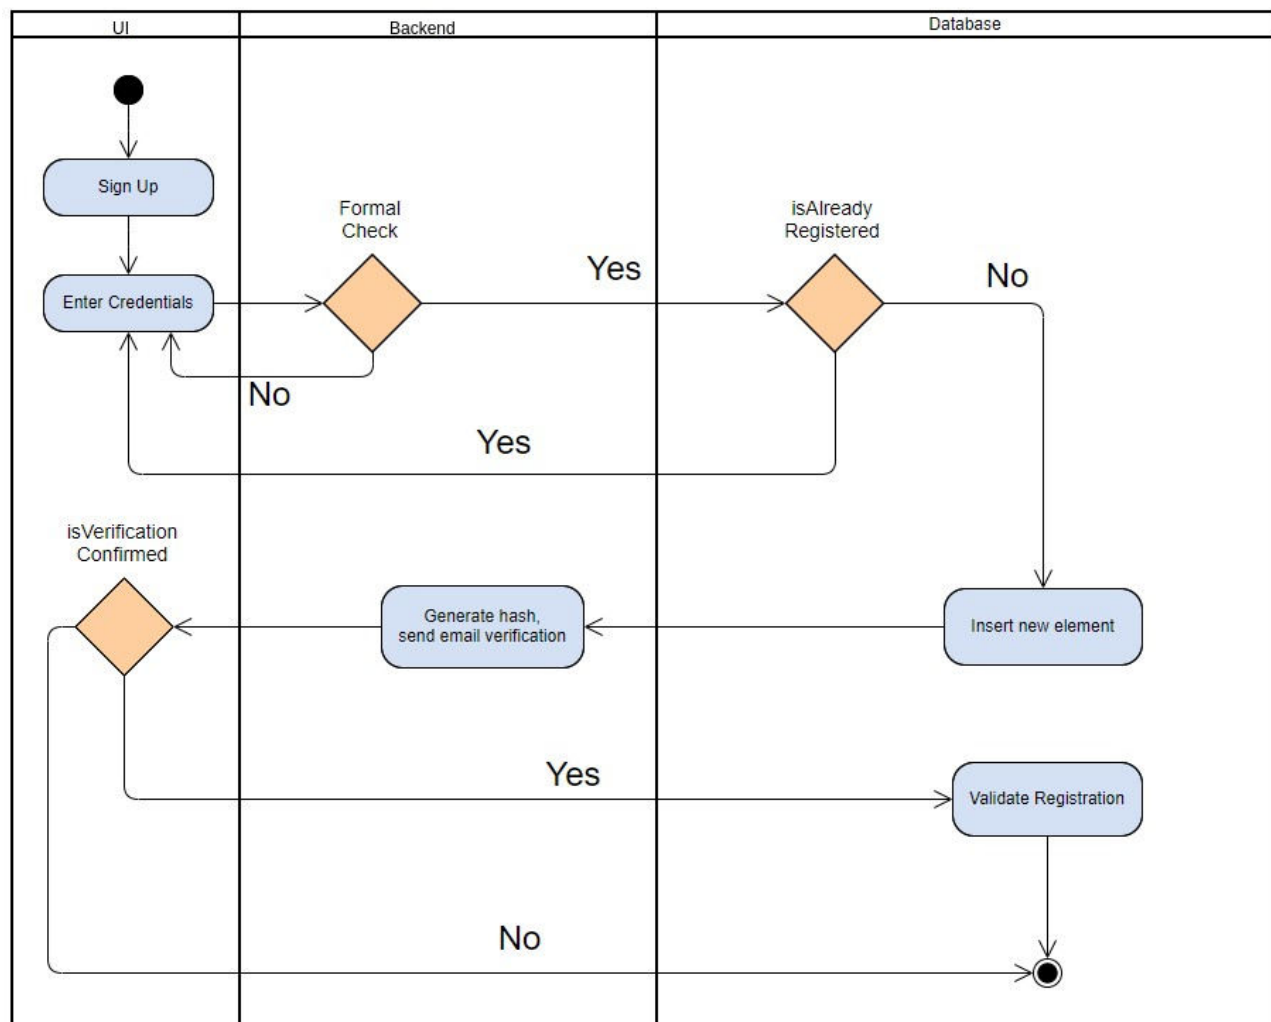 UI
Backend
Database
Sign Up
Formal
Check
isAlready
Registered
Yes
No
Enter Credentials
No
Yes
isVerification
Confirmed
Generate hash,
send email verification
Insert new element
Yes
Validate Registration
No